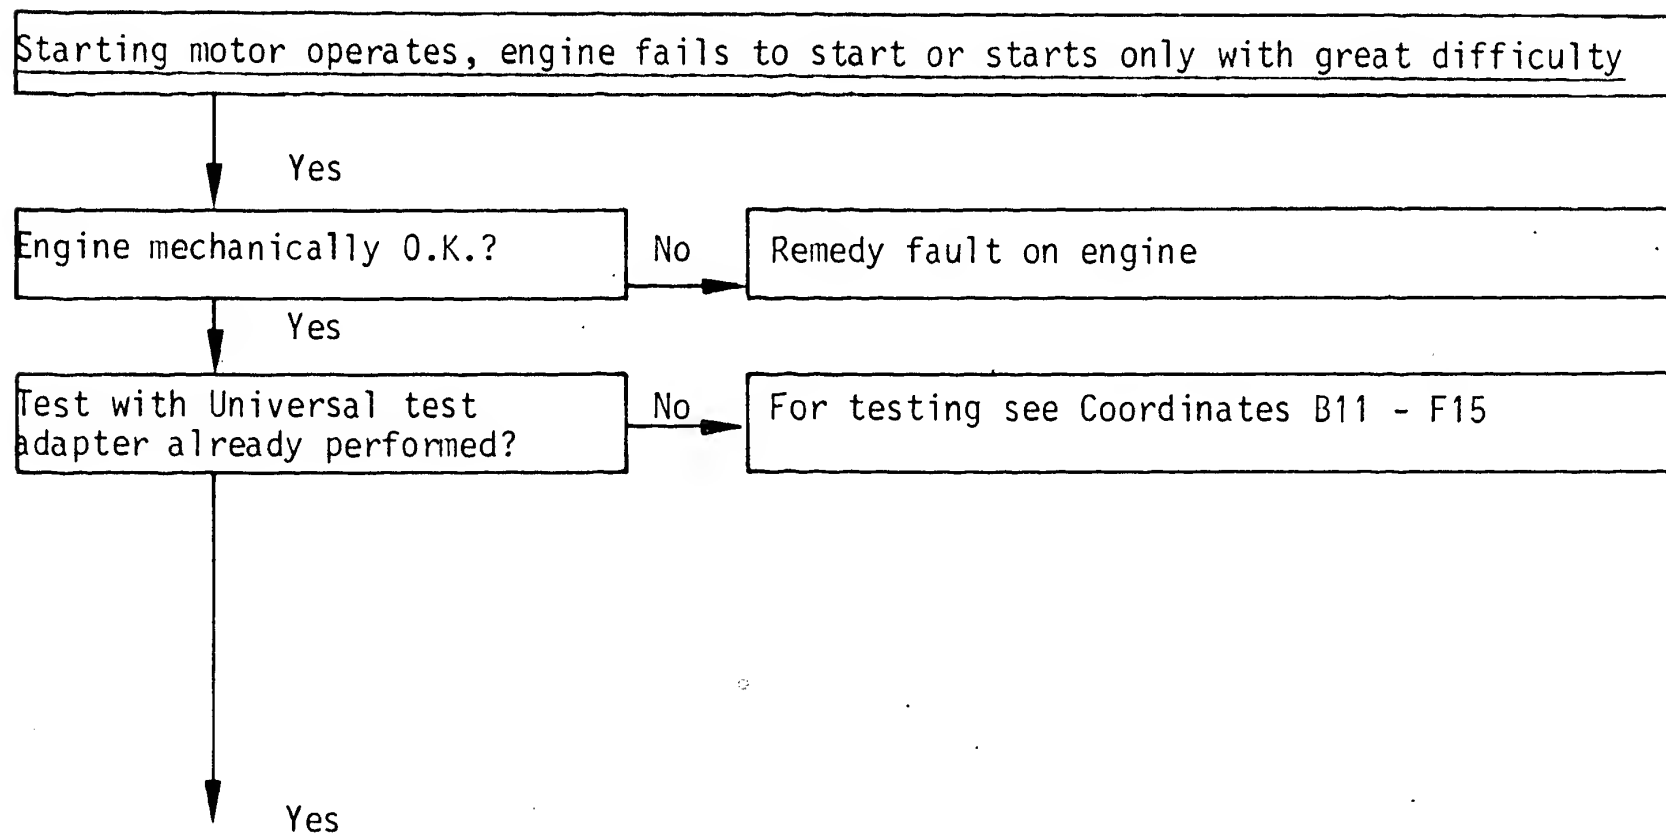 Starting motor operates, engine fails to start or starts only with great difficulty
Yes
Engine mechanically O.K.?
No
Remedy fault on engine
Yes
Test with Universal test
adapter already performed?
No
For testing see Coordinates B11 - F15
Yes